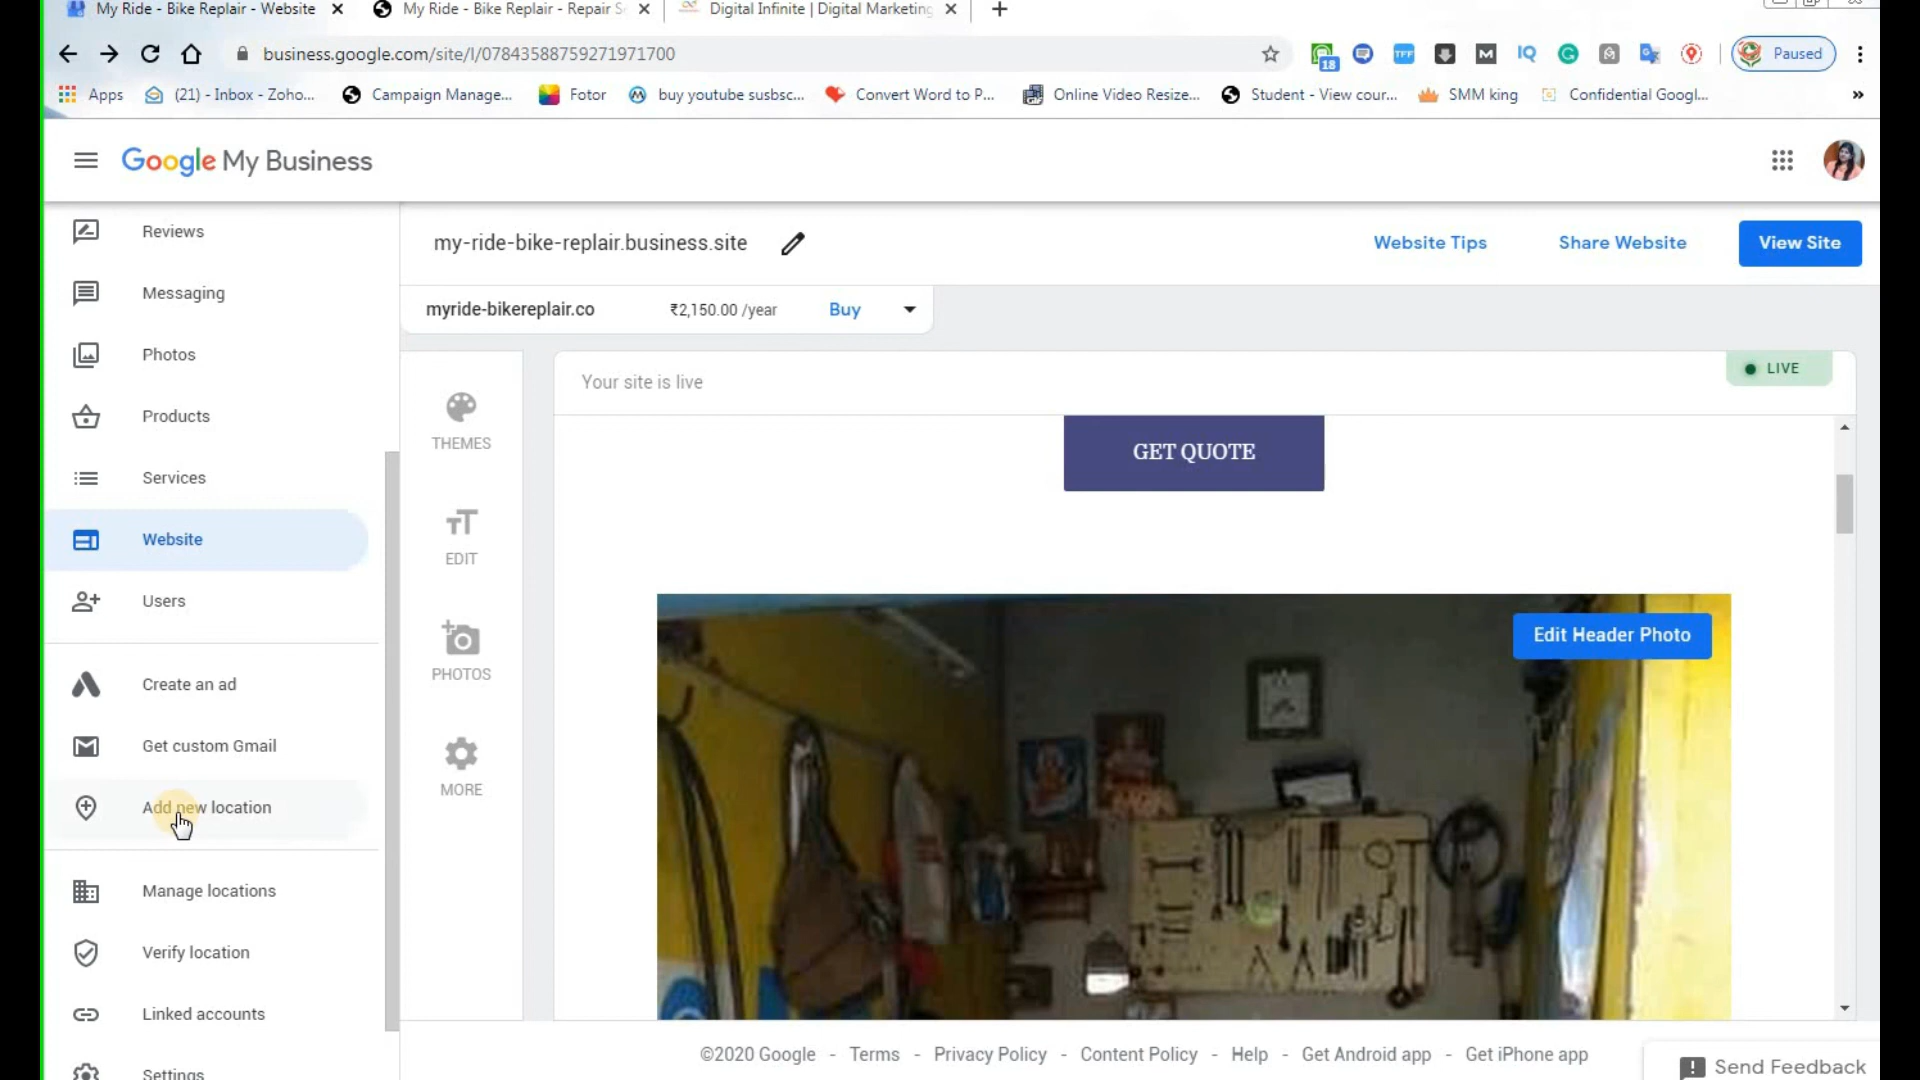 My Ride - Bike Replair - Website
My Ride - Bike Replair - Repair S
Digital Infinite | Digital Marketing
business.google.com/site/l/07843588759271971700
18
TFF
M
IQ
G
Paused
Apps
(21) - Inbox - Zoho...
Campaign Manage...
Fotor
buy youtube susbsc...
Convert Word to P...
Online Video Resize...
Student - View cour...
SMM king
Confidential Googl...
»
Google My Business
Reviews
Messaging
Photos
Products
Services
Website
Users
Create an ad
Get custom Gmail
Add new location
Manage locations
Verify location
Linked accounts
Settings
my-ride-bike-replair.business.site
Website Tips
Share Website
View Site
myride-bikereplair.co
₹2,150.00 /year
Buy
THEMES
EDIT
PHOTOS
MORE
Your site is live
LIVE
GET QUOTE
Edit Header Photo
©2020 Google - Terms - Privacy Policy - Content Policy - Help - Get Android app - Get iPhone app
Send Feedback